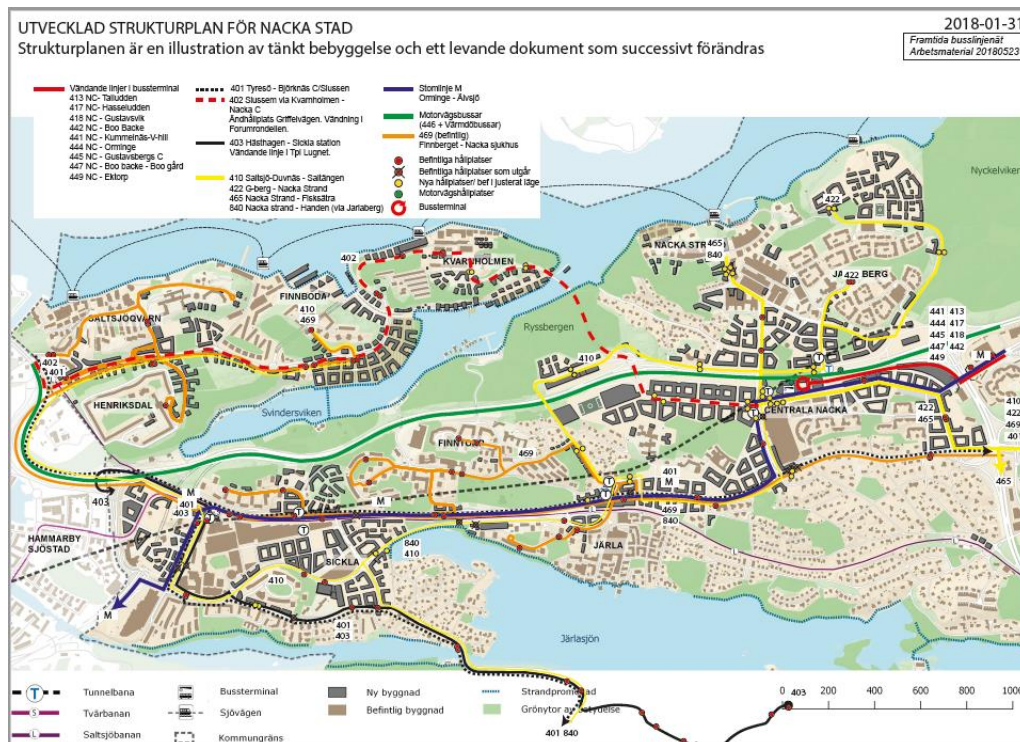 UTVECKLAD STRUKTURPLAN FÖR NACKA STAD
Strukturplanen är en illustration av tänkt bebyggelse och ett levande dokument som successivt förändras
2018-01-31
Framtida busslinjenät
Arbetsmaterial 20180523
Vändande linjer i bussterminal
413 NC- Talludden
417 NC- Hasseludden
418 NC- Gustavsvik
442 NC - Boo Backe
441 NC - Kummelnäs-V-hill
444 NC - Orminge
445 NC - Gustavsbergs C
447 NC - Boo backe - Boo gård
449 NC - Ektorp
401 Tyresö - Björknäs C/Slussen
402 Slussem via Kvarnholmen -
Nacka C
Ändhållplats Griffelvägen. Vändning i
Forumrondellen.
403 Hästhagen - Sickla station
Vändande linje i Tpl Lugnet.
410 Saltsjö-Duvnäs - Saltängen
422 G-berg - Nacka Strand
465 Nacka Strand - Fisksätra
840 Nacka strand - Handen (via Jarlaberg)
Stomlinje M
Orminge - Älvsjö
Motorvägsbussar
(446 + Värmdöbussar)
469 (befintlig)
Finnberget - Nacka sjukhus
Befintliga hållplatser
Befintliga hållplatser som utgår
Nya hållplatser/ bef i justerat läge
Motorvägshållplatser
Bussterminal
Nyckelviken
422
402
KVARNHOLMEN
465
840
422
FINNBODA
410
469
Ryssbergen
410
441 413
444 417
445 418
447 442
449
M
402
401
HENRIKSDAL
Svindersviken
CENTRALA NACKA
422
465
410
422
469
401
469
403
M
401
403
M
401
M
469
840
465
HAMMARBY
SJÖSTAD
SICKLA
840
410
JÄRLA
410
M
401
403
Järlasjön
401 840
403
Tunnelbana
Tvärbanan
Saltsjöbanan
Bussterminal
Sjövägen
Kommungräns
Ny byggnad
Befintlig byggnad
0 200 400 600 800 1000